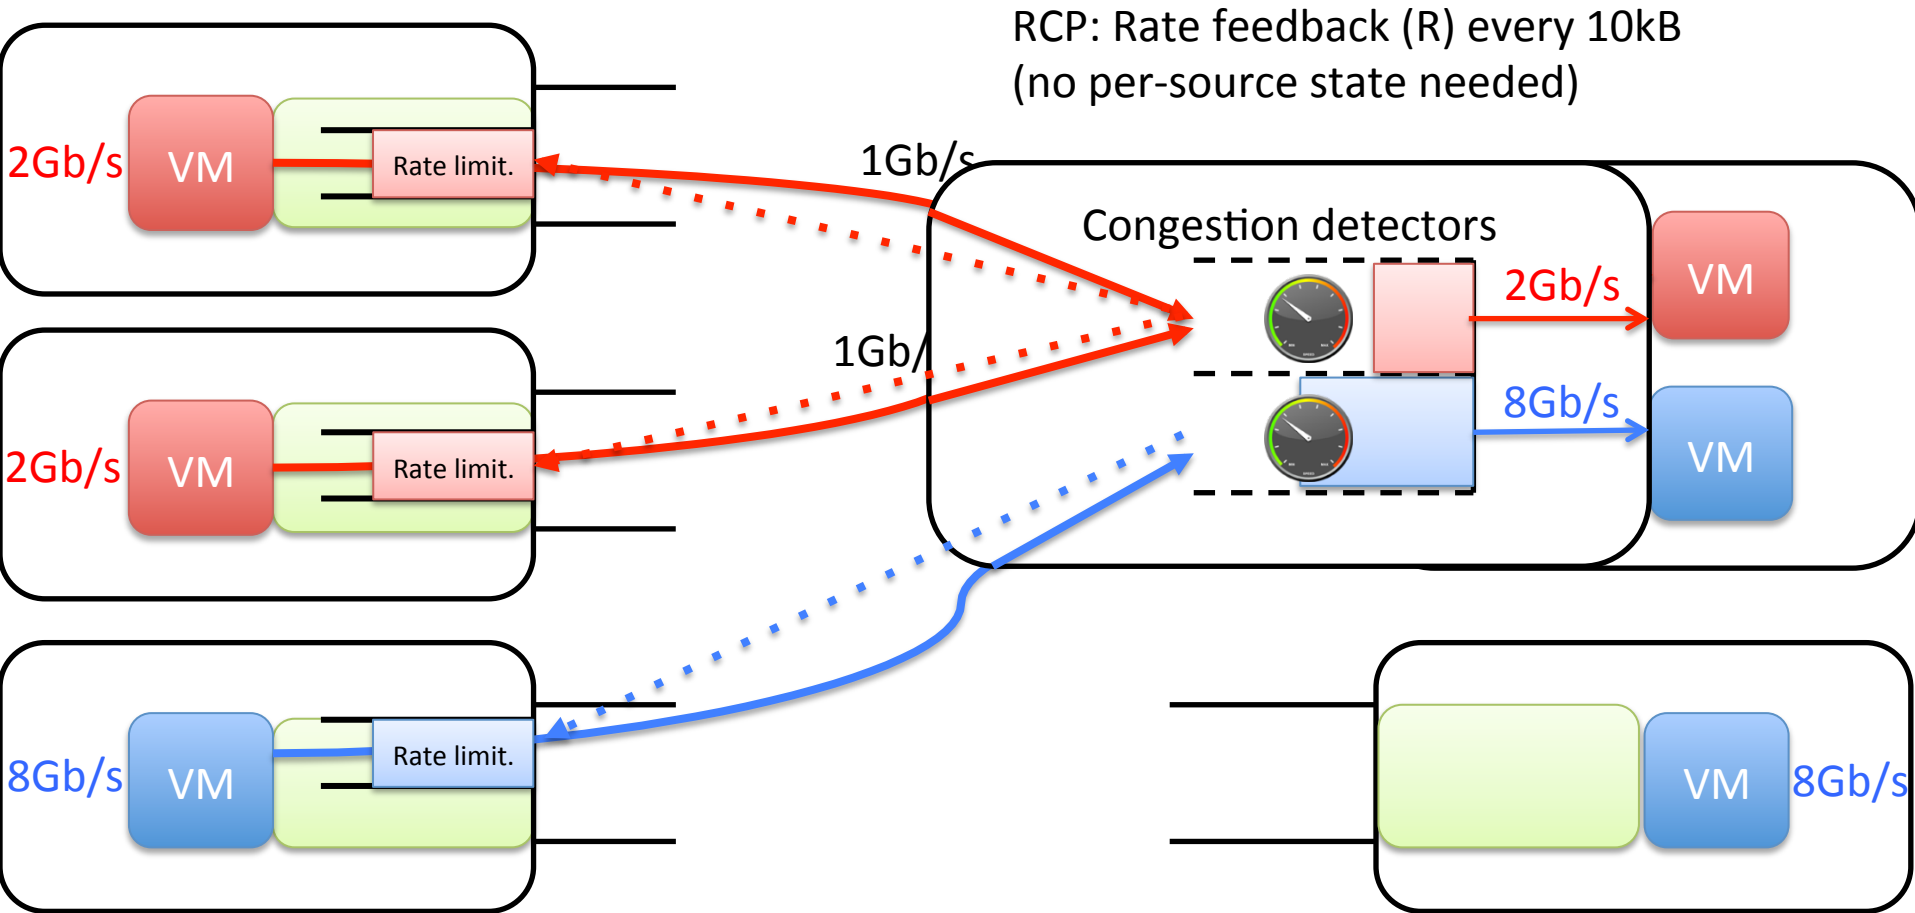 RCP: Rate feedback (R) every 10kB
(no per-source state needed)
2Gb/s
VM
Rate limit.
1Gb/s
Congestion detectors
2Gb/s
VM
1Gb/
2Gb/s
VM
Rate limit.
8Gb/s
VM
8Gb/s
VM
Rate limit.
VM
8Gb/s